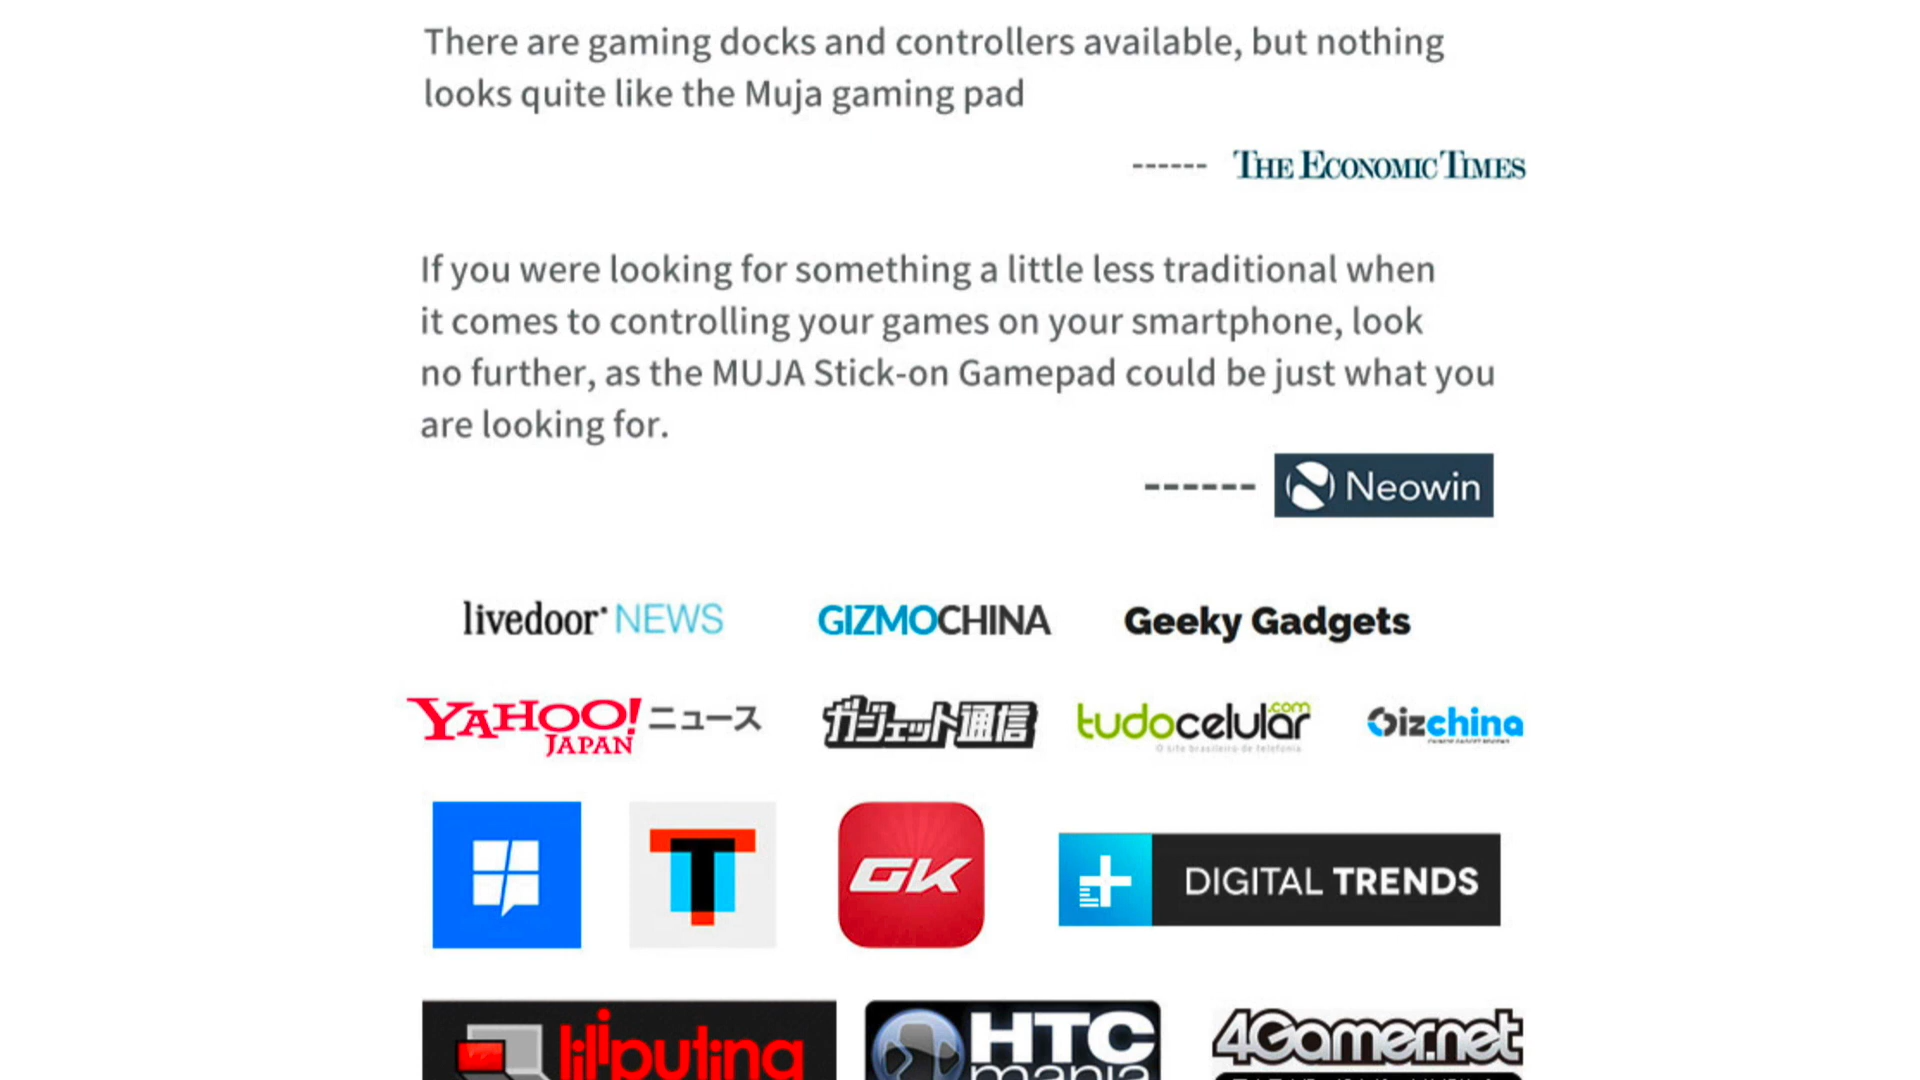 There are gaming docks and controllers available, but nothing
looks quite like the Muja gaming pad
------ THE ECONOMIC TIMES
If you were looking for something a little less traditional when
it comes to controlling your games on your smartphone, look
no further, as the MUJA Stick-on Gamepad could be just what you
are looking for.
------ Neowin
livedoor NEWS GIZMOCHINA Geeky Gadgets
YAHOO! JAPAN ニュース ガジェット通信 tudocelular.com Gizchina
O site brasileiro de telefonia
T GK DIGITAL TRENDS
liliputing HTC mania 4Gamer.net